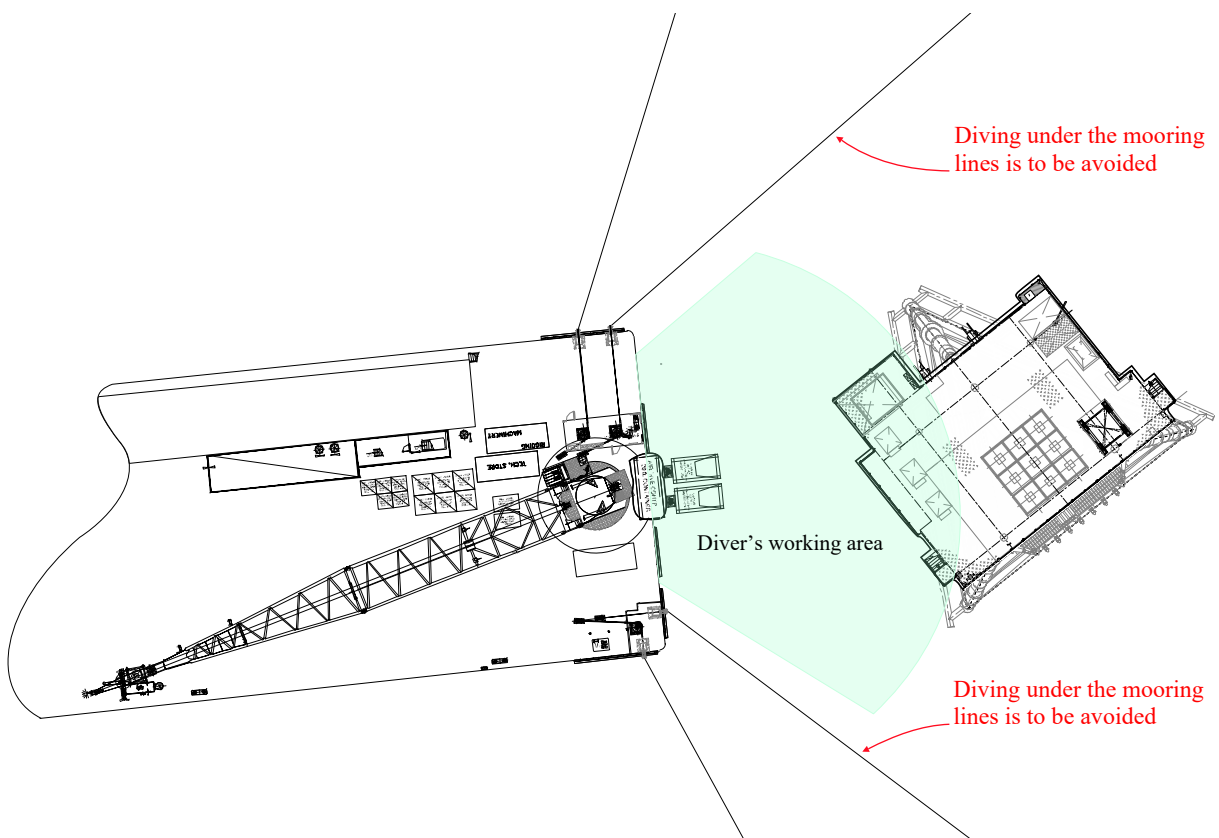 Diving under the mooring
lines is to be avoided
RIGGING
MACHINERY
TECH. STORE
Diver's working area
Diving under the mooring
lines is to be avoided